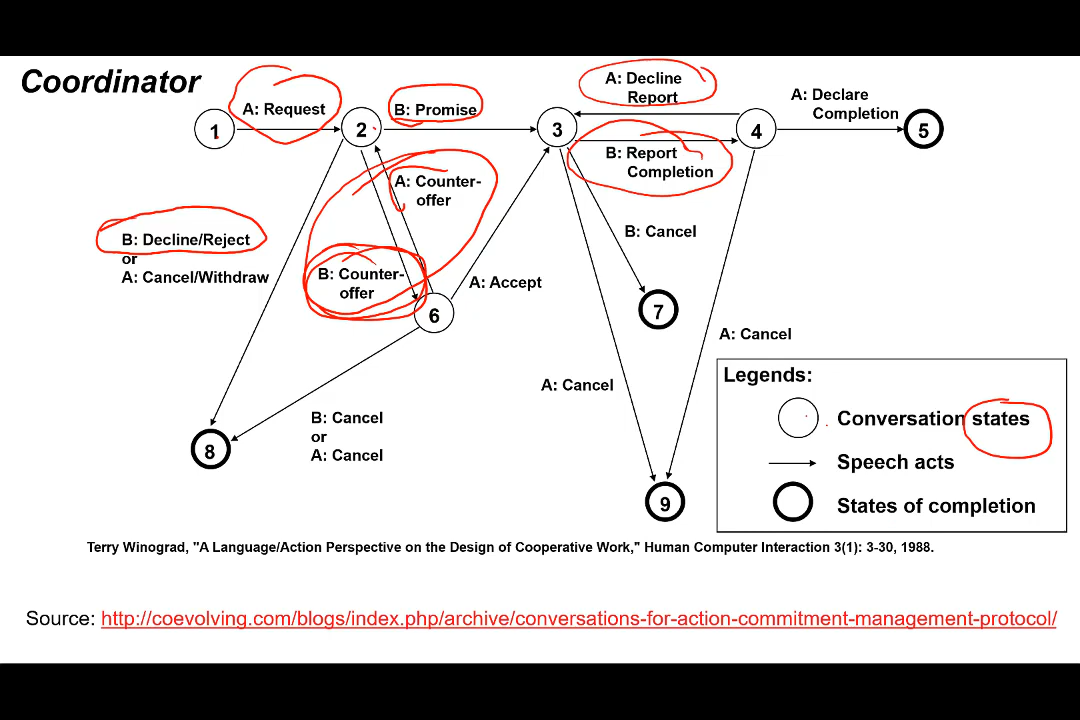 Coordinator
A: Request
B: Promise
A: Decline
Report
A: Declare
Completion
1
2
3
4
5
B: Report
Completion
A: Counter-
offer
B: Decline/Reject
or
A: Cancel/Withdraw
B: Counter-
offer
A: Accept
B: Cancel
6
7
A: Cancel
A: Cancel
B: Cancel
or
A: Cancel
8
9
Legends:
Conversation states
Speech acts
States of completion
Terry Winograd, "A Language/Action Perspective on the Design of Cooperative Work," Human Computer Interaction 3(1): 3-30, 1988.
Source: http://coevolving.com/blogs/index.php/archive/conversations-for-action-commitment-management-protocol/